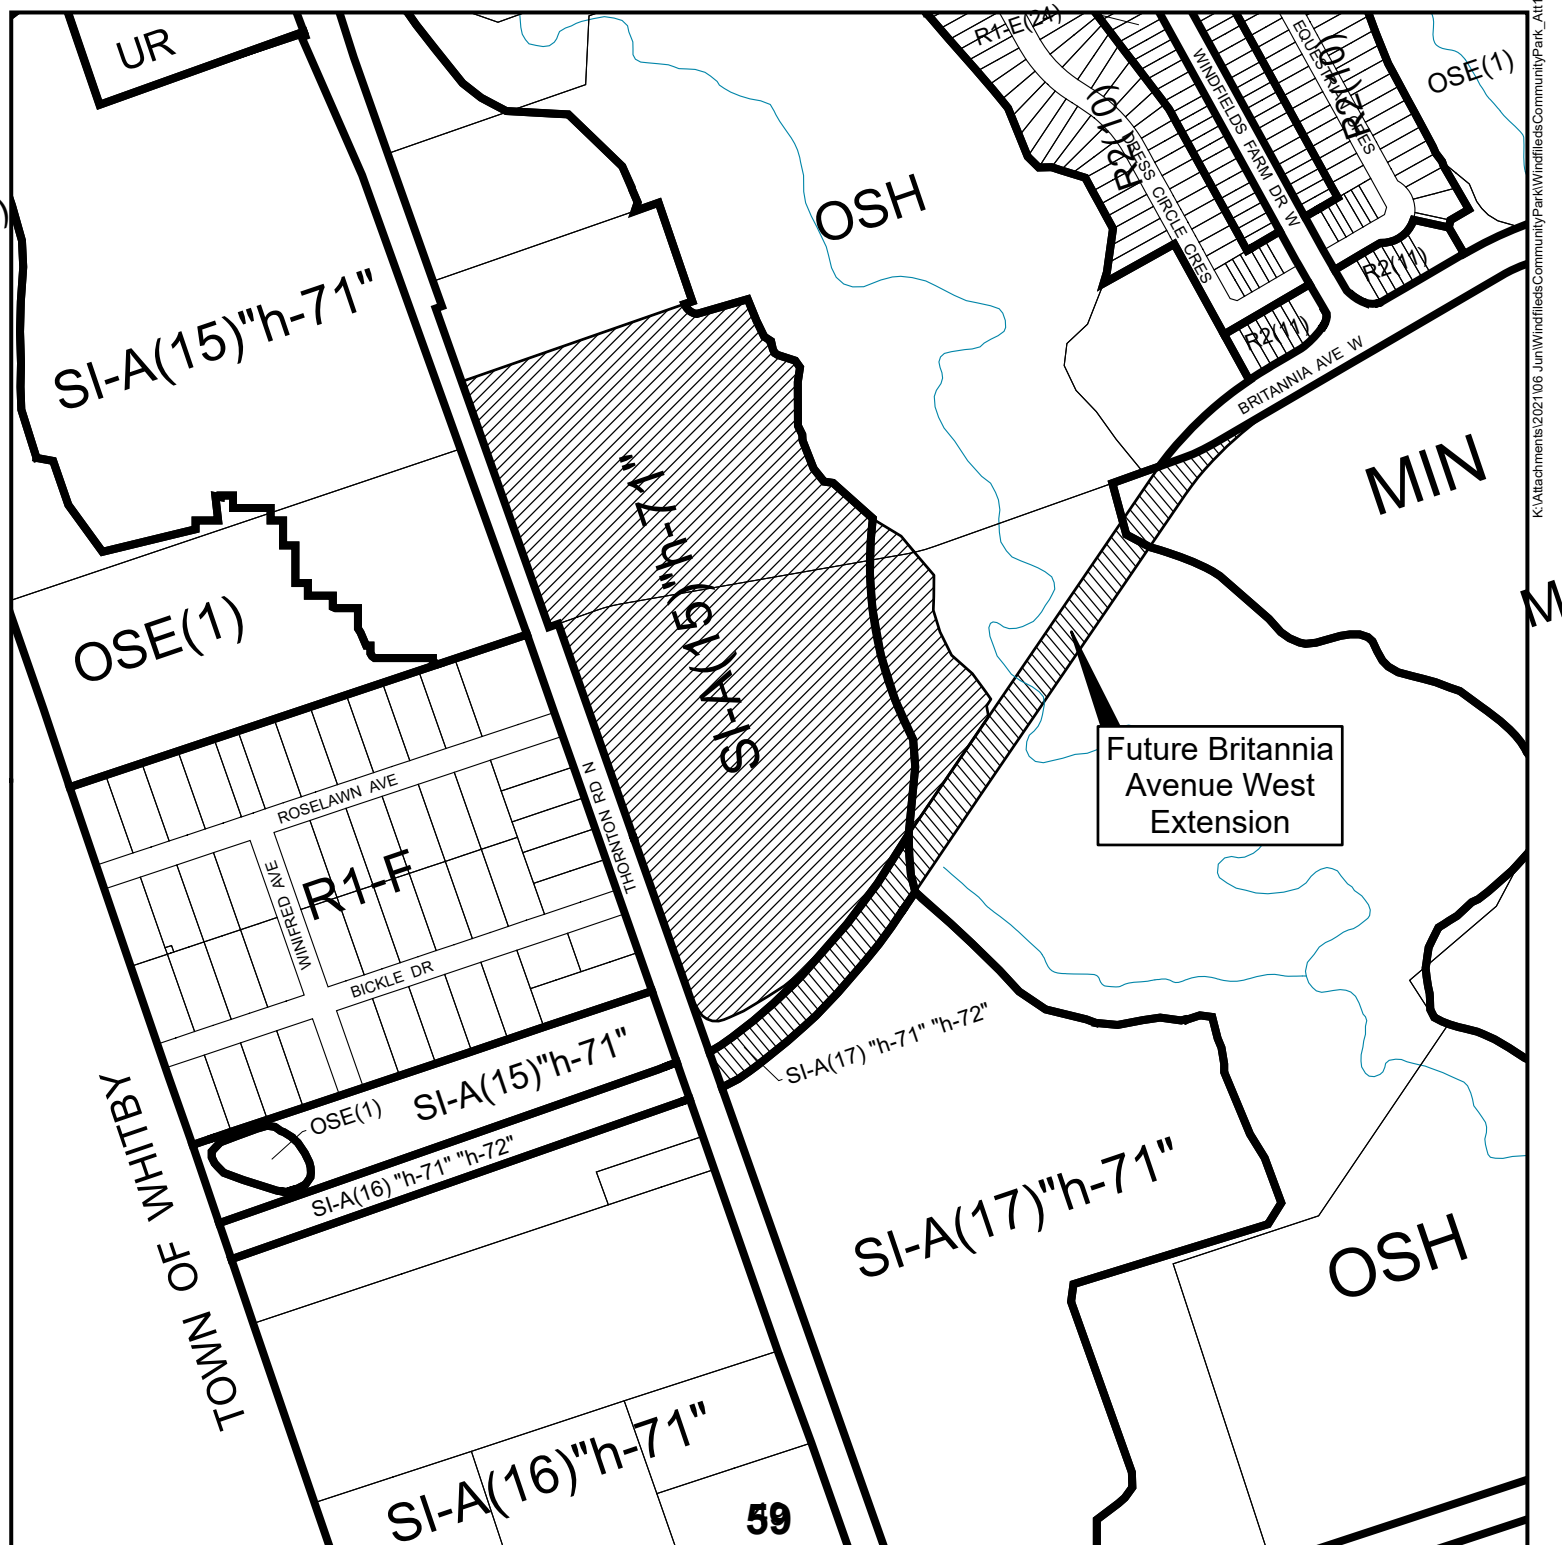 UR
R1-E(24)
R2(10)
WINDFIELDS FARM DR W
R2(10)
OSE(1)
CRESS CIRCLE CRES
OSH
R2(11)
R2(11)
BRITANNIA AVE W
SI-A(15)"h-71"
MIN
SI-A(15)"h-71"
OSE(1)
Future Britannia
Avenue West
Extension
ROSELAWN AVE
THORNTON RD N
R1-F
WINIFRED AVE
BICKLE DR
SI-A(15)"h-71"
SI-A(17) "h-71" "h-72"
OSE(1)
SI-A(16) "h-71" "h-72"
TOWN OF WHITBY
SI-A(17)"h-71"
OSH
SI-A(16)"h-71"